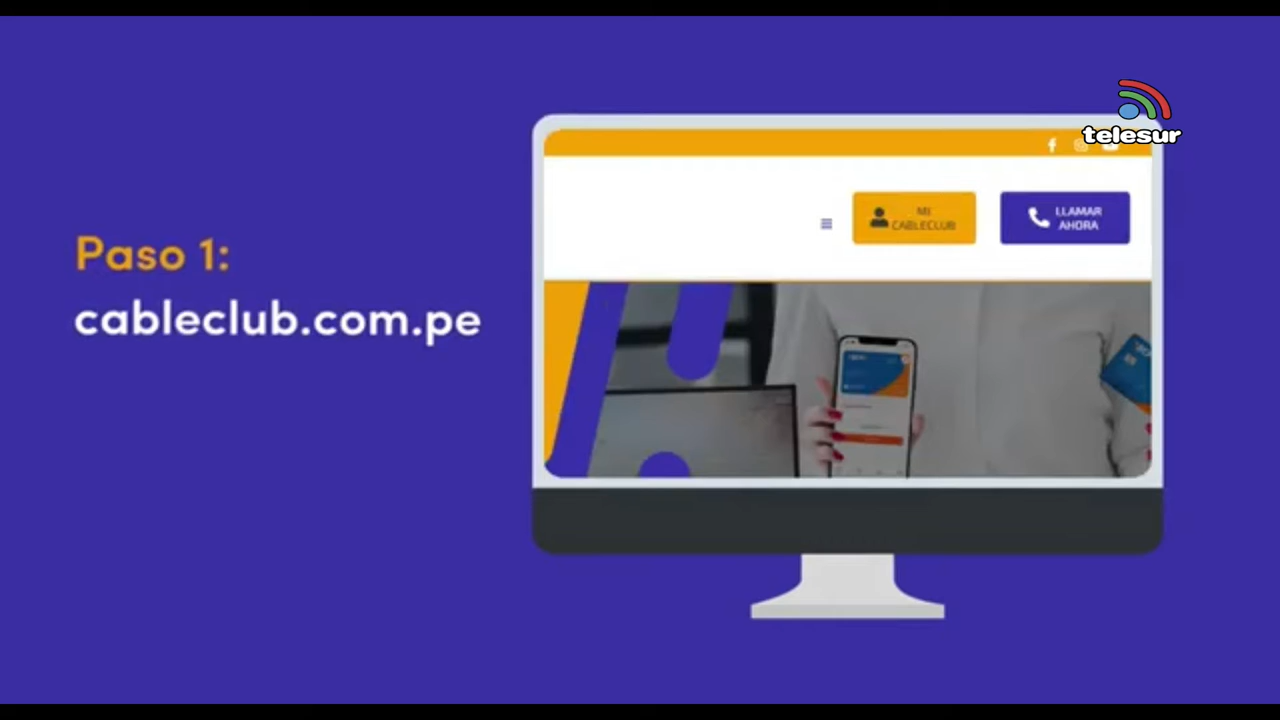 telesur
Paso 1:
cableclub.com.pe
MI
CABLECLUB
LLAMAR
AHORA